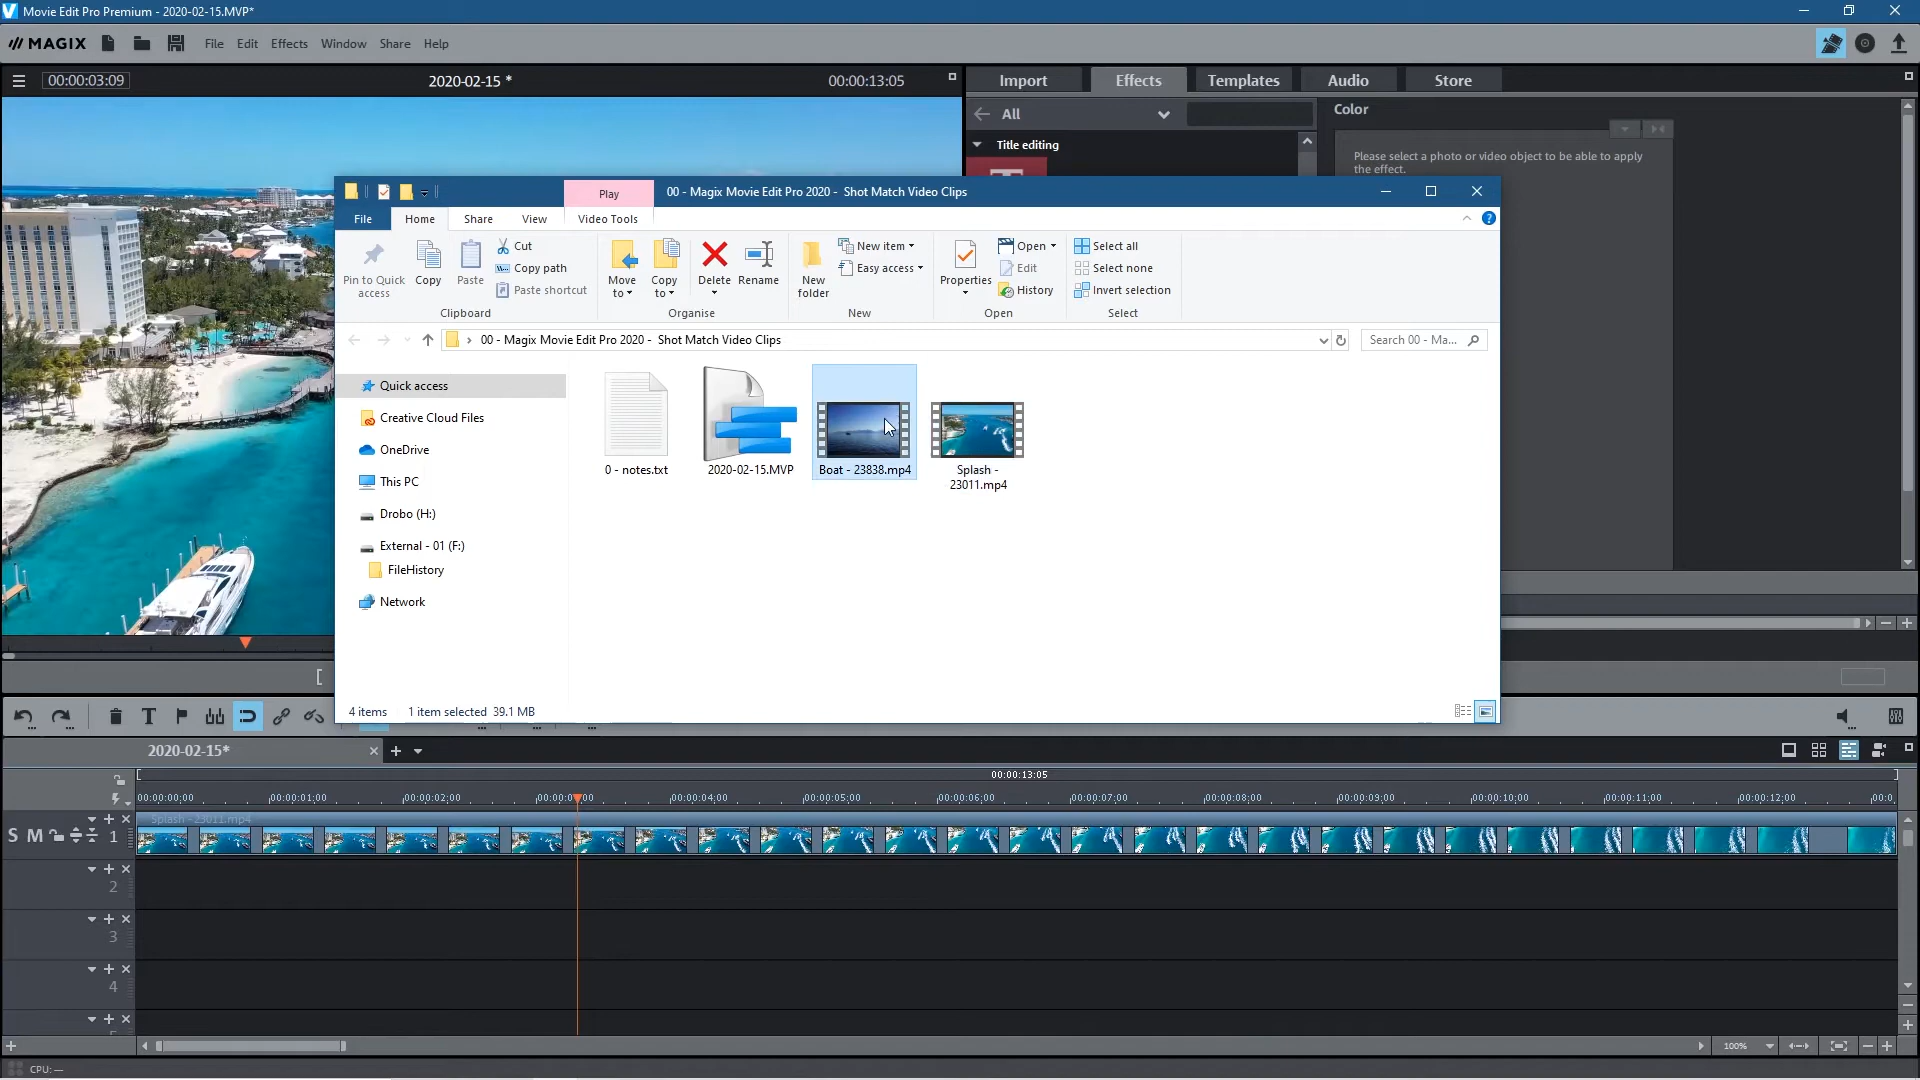 Movie Edit Pro Premium - 2020-02-15.MVP*
MAGIX File Edit Effects Window Share Help
00:00:03:09 2020-02-15 * 00:00:13:05
Import Effects Templates Audio Store
All
Color
Title editing
Please select a photo or video object to be able to apply
the effect.
Play 00 - Magix Movie Edit Pro 2020 - Shot Match Video Clips
File Home Share View Video Tools
Pin to Quick
access
Copy
Paste
Cut
Copy path
Paste shortcut
Clipboard
Move
to
Copy
to
Delete
Rename
Organise
New
folder
New item
Easy access
New
Properties
Open
Edit
History
Open
Select all
Select none
Invert selection
Select
00 - Magix Movie Edit Pro 2020 - Shot Match Video Clips
Search 00 - Ma...
Quick access
Creative Cloud Files
OneDrive
This PC
Drobo (H:)
External - 01 (F:)
FileHistory
Network
0 - notes.txt
2020-02-15.MVP
Boat - 23838.mp4
Splash -
23011.mp4
4 items 1 item selected 39.1 MB
2020-02-15*
00:00:13:05
00:00:00;00 00:00:01;00 00:00:02;00 00:00:04;00 00:00:05;00 00:00:06;00 00:00:07;00 00:00:08;00 00:00:09;00 00:00:10;00 00:00:11;00 00:00:12;00
Splash - 23011.mp4
S M 1
2
3
4
100%
CPU: —